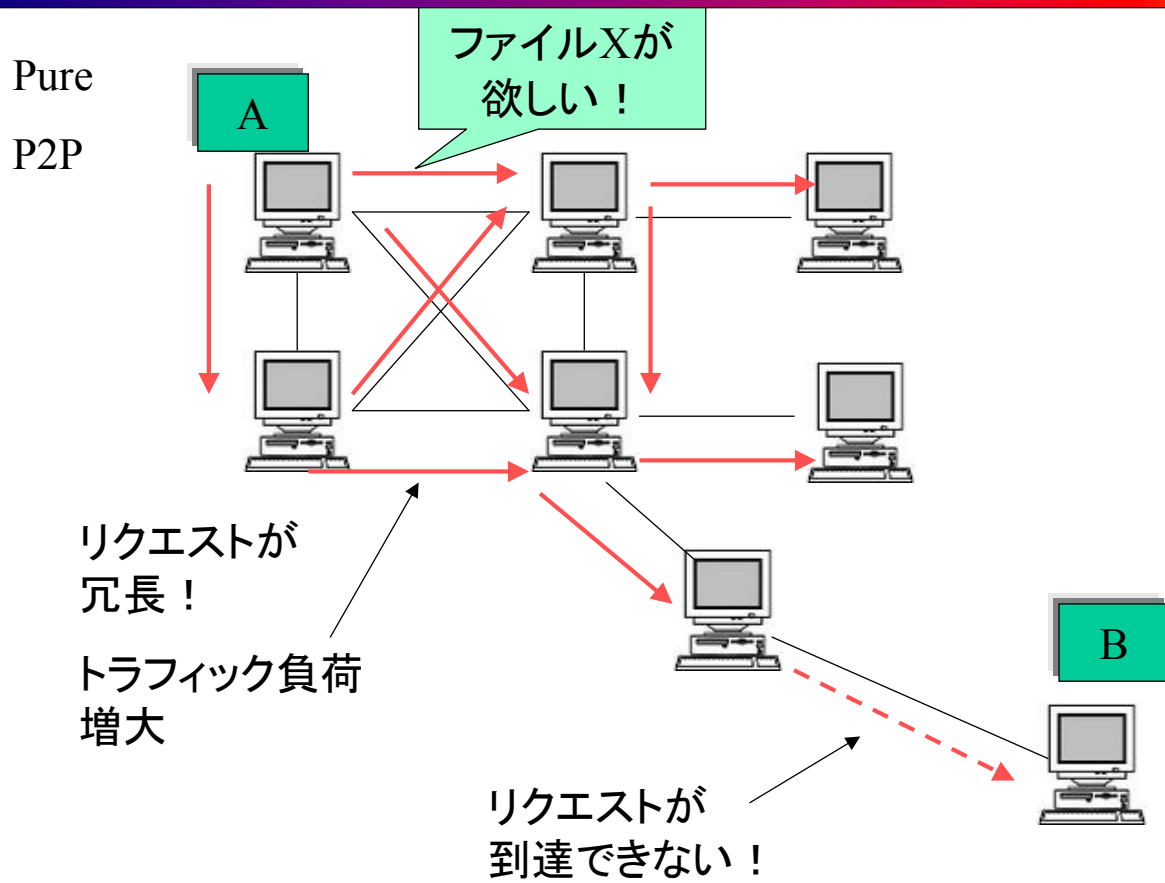 Pure
P2P
A
ファイルXが
欲しい！
リクエストが
冗長！
トラフィック負荷
増大
B
リクエストが
到達できない！